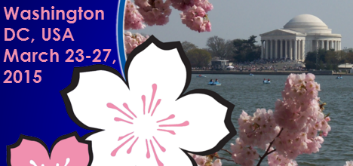 Washington
DC, USA
March 23-27,
2015